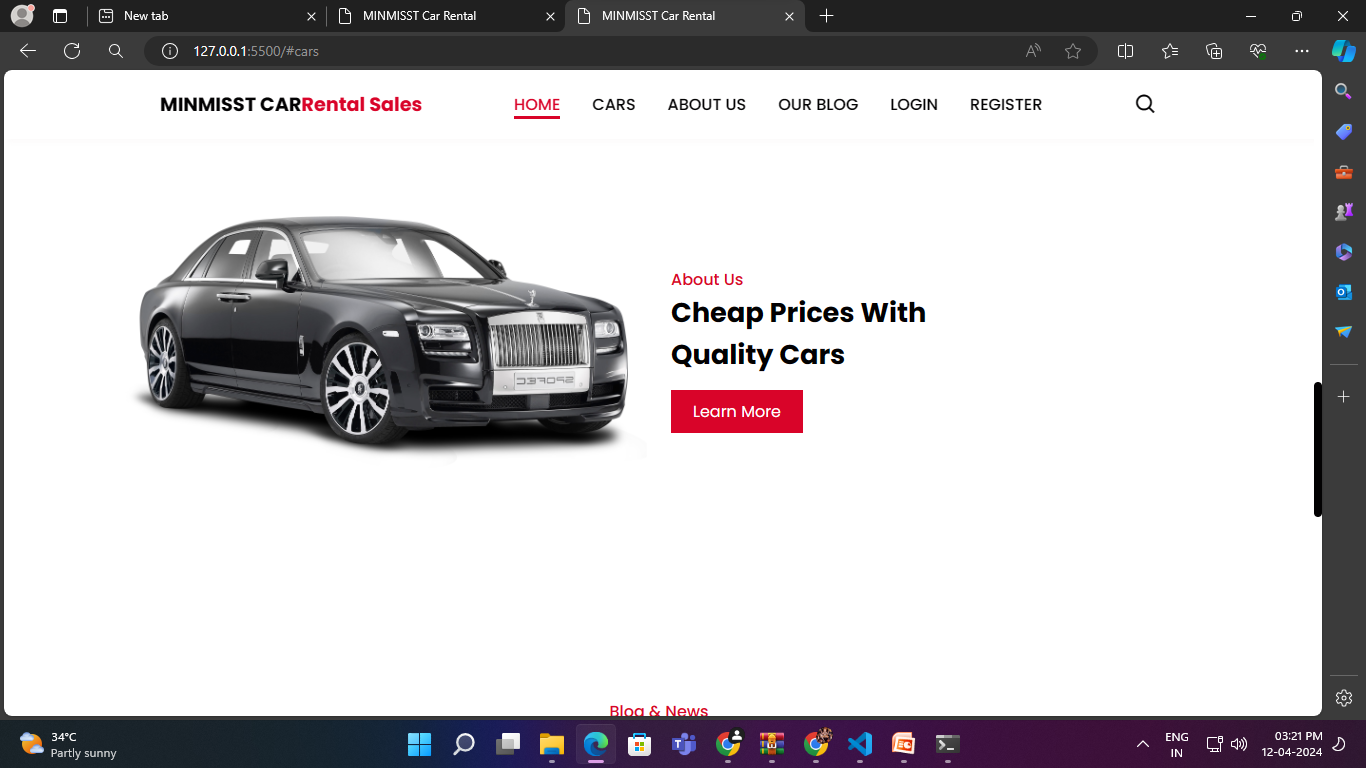 New tab
MINMISST Car Rental
MINMISST Car Rental
127.0.0.1:5500/#cars
MINMISST CARRental Sales
HOME
CARS
ABOUT US
OUR BLOG
LOGIN
REGISTER
About Us
Cheap Prices With
Quality Cars
Learn More
Blog & News
34°C
Partly sunny
ENG
IN
03:21 PM
12-04-2024